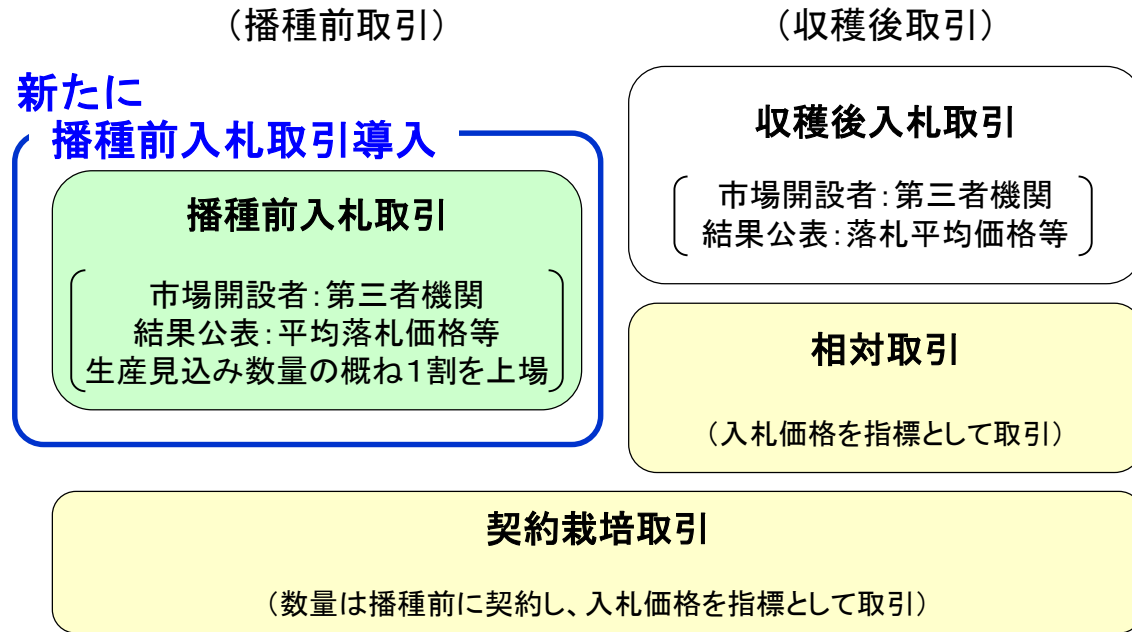 （播種前取引）
（収穫後取引）
新たに
播種前入札取引導入
播種前入札取引
市場開設者：第三者機関
結果公表：平均落札価格等
生産見込み数量の概ね１割を上場
収穫後入札取引
市場開設者：第三者機関
結果公表：落札平均価格等
相対取引
（入札価格を指標として取引）
契約栽培取引
（数量は播種前に契約し、入札価格を指標として取引）